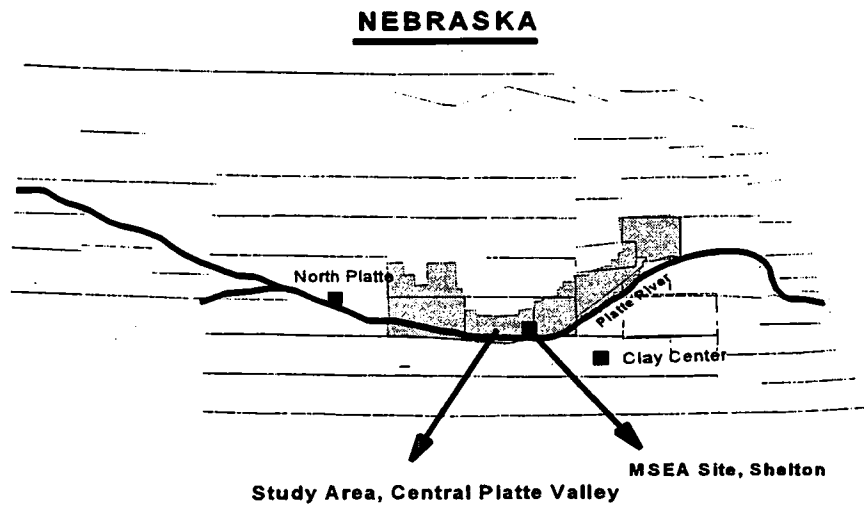 NEBRASKA
North Platte
Platte River
Clay Center
MSEA Site, Shelton
Study Area, Central Platte Valley